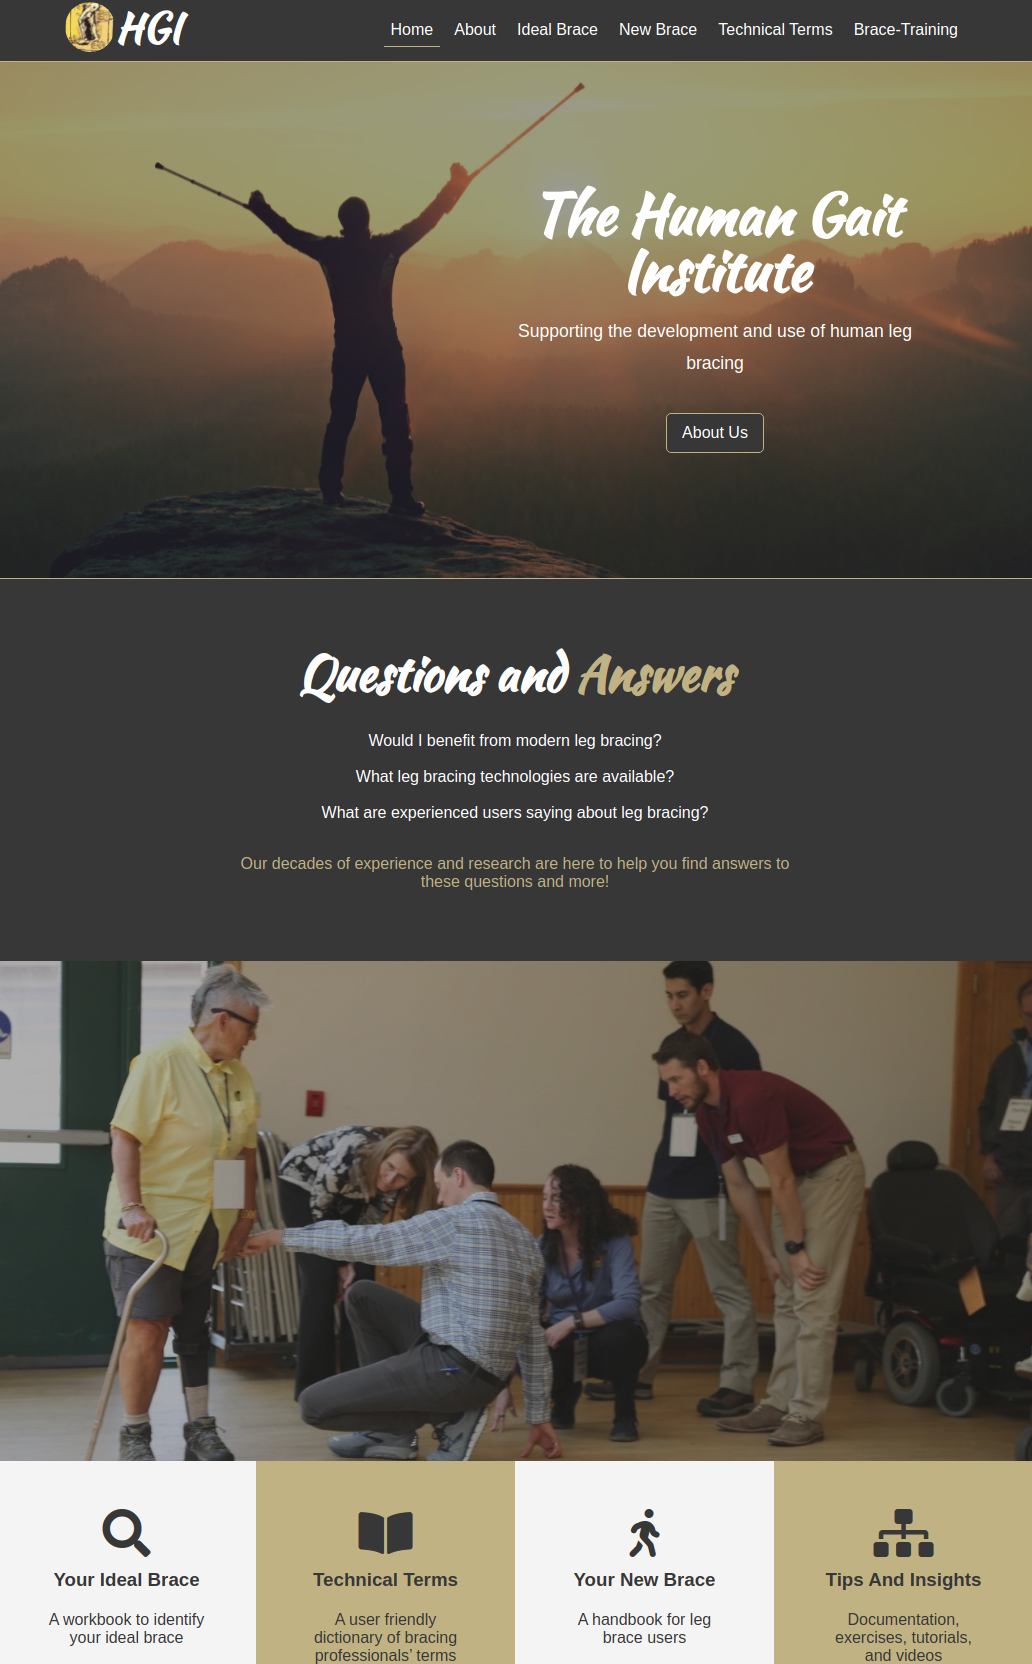 HGI
Home About Ideal Brace New Brace Technical Terms Brace-Training
The Human Gait
Institute
Supporting the development and use of human leg
bracing
About Us
Questions and Answers
Would I benefit from modern leg bracing?
What leg bracing technologies are available?
What are experienced users saying about leg bracing?
Our decades of experience and research are here to help you find answers to
these questions and more!
Your Ideal Brace
A workbook to identify
your ideal brace
Technical Terms
A user friendly
dictionary of bracing
professionals’ terms
Your New Brace
A handbook for leg
brace users
Tips And Insights
Documentation,
exercises, tutorials,
and videos